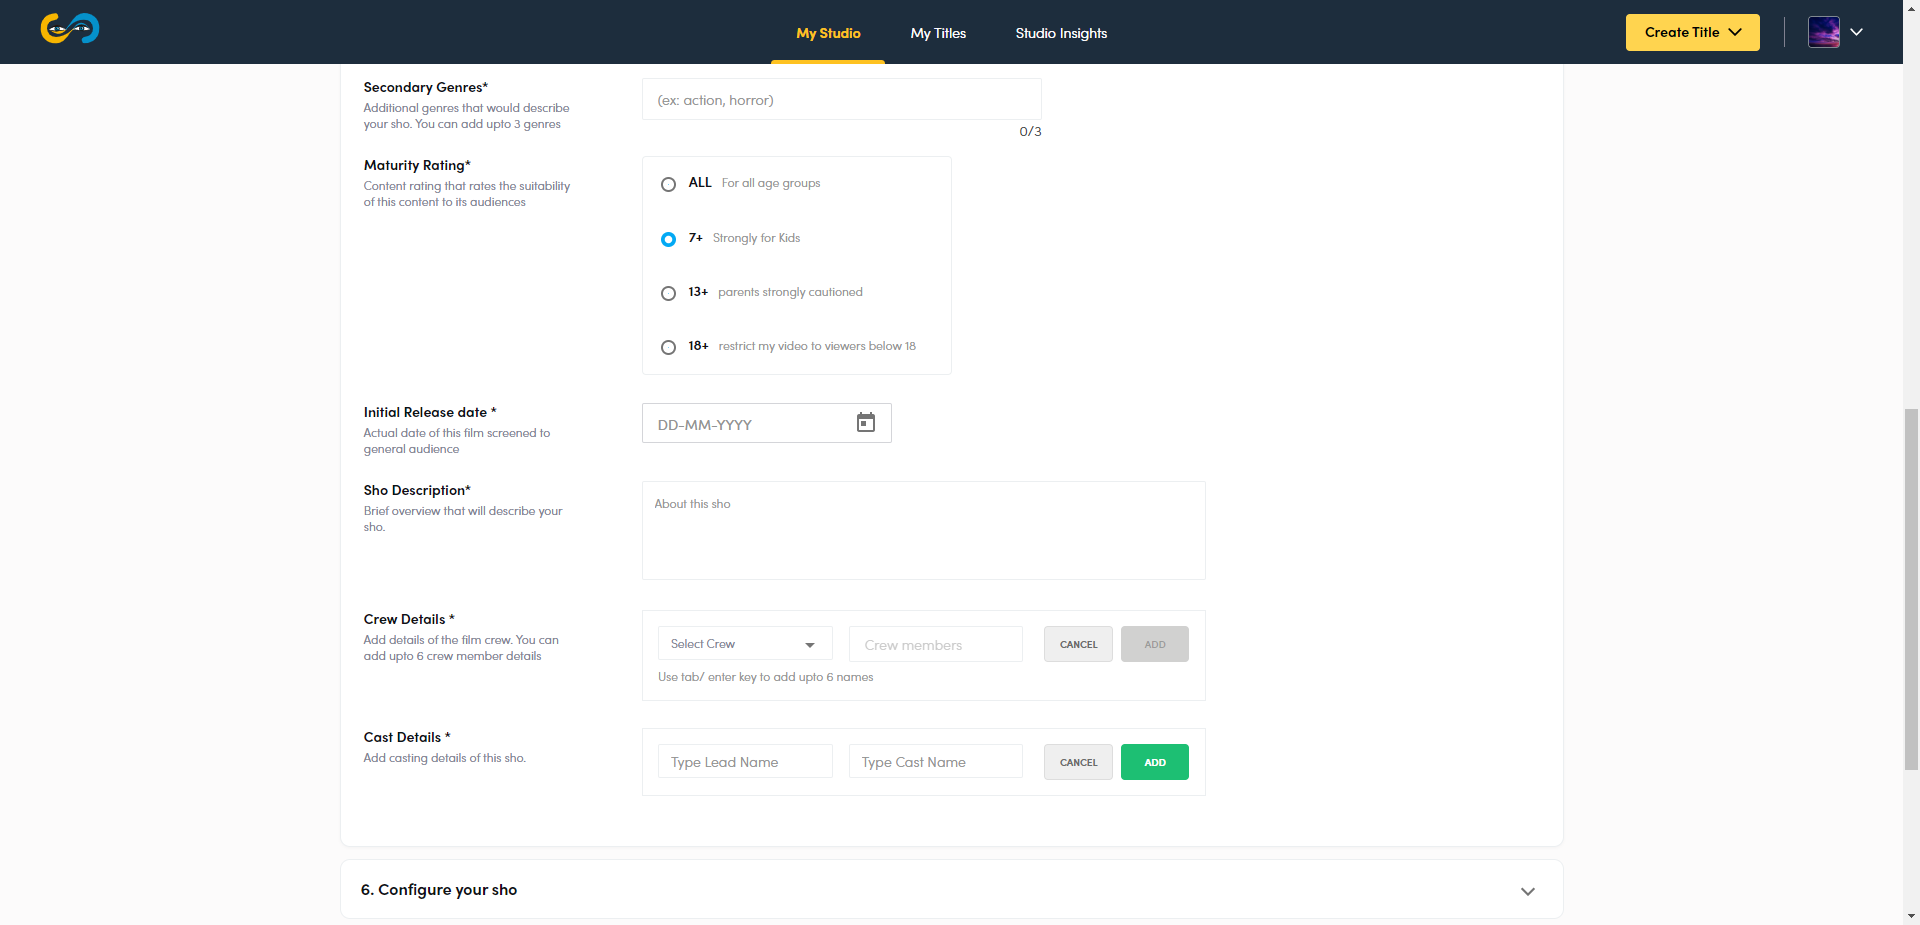 My Studio
My Titles
Studio Insights
Create Title
Secondary Genres*
Additional genres that would describe
your sho. You can add upto 3 genres
(ex: action, horror)
0/3
Maturity Rating*
Content rating that rates the suitability
of this content to its audiences
ALL For all age groups
7+ Strongly for Kids
13+ parents strongly cautioned
18+ restrict my video to viewers below 18
Initial Release date *
Actual date of this film screened to
general audience
DD-MM-YYYY
Sho Description*
Brief overview that will describe your
sho.
About this sho
Crew Details *
Add details of the film crew. You can
add upto 6 crew member details
Select Crew
Crew members
CANCEL
ADD
Use tab/ enter key to add upto 6 names
Cast Details *
Add casting details of this sho.
Type Lead Name
Type Cast Name
CANCEL
ADD
6. Configure your sho